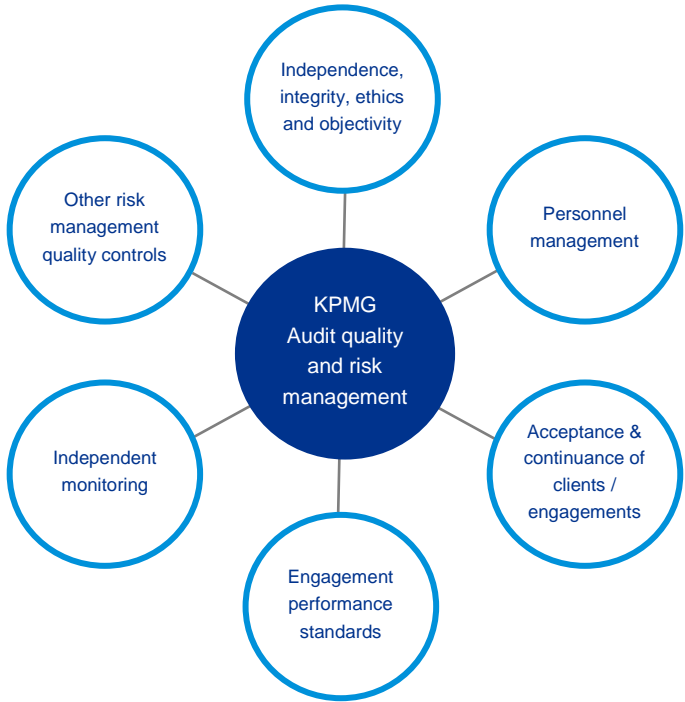 Independence,
integrity, ethics
and objectivity
Other risk
management
quality controls
Personnel
management
KPMG
Audit quality
and risk
management
Independent
monitoring
Acceptance &
continuance of
clients /
engagements
Engagement
performance
standards